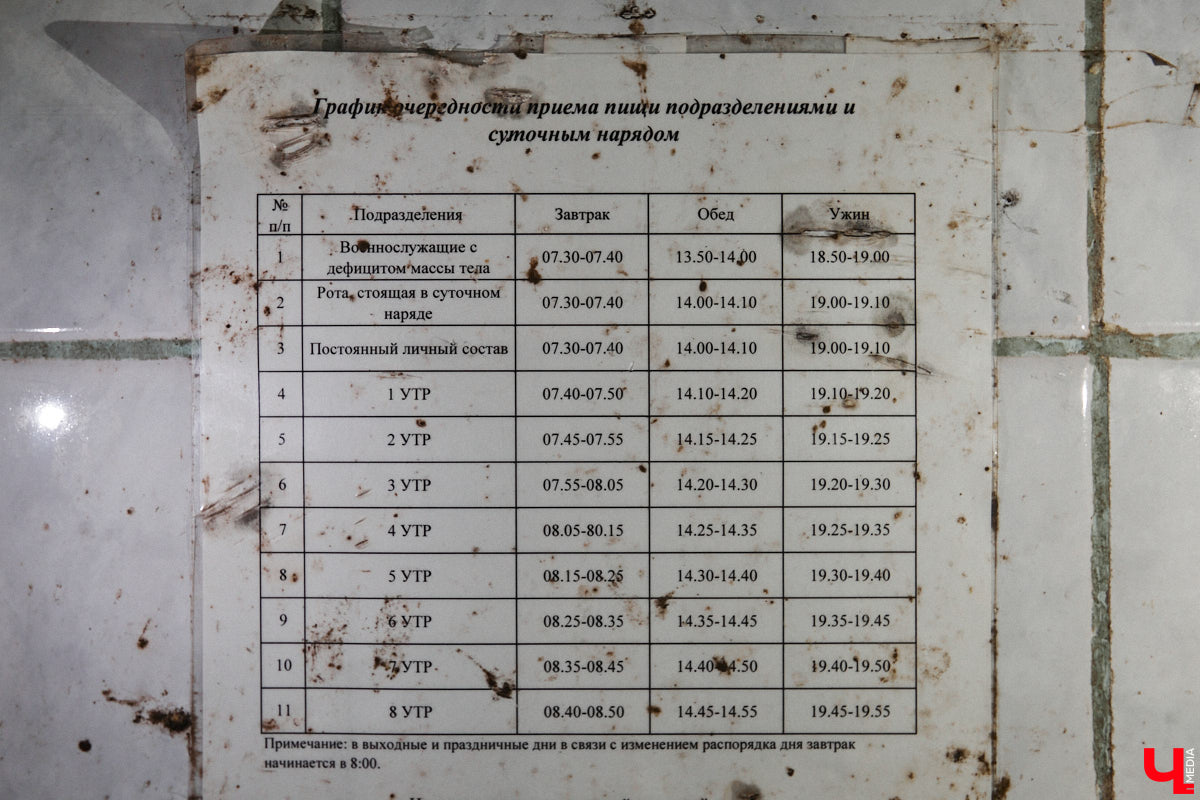 График очередности приема пищи подразделениями и
суточным нарядом
№ п/п Подразделения Завтрак Обед Ужин
1 Военнослужащие с дефицитом массы тела 07.30-07.40 13.50-14.00 18.50-19.00
2 Рота, стоящая в суточном наряде 07.30-07.40 14.00-14.10 19.00-19.10
3 Постоянный личный состав 07.30-07.40 14.00-14.10 19.00-19.10
4 1 УТР 07.40-07.50 14.10-14.20 19.10-19.20
5 2 УТР 07.45-07.55 14.15-14.25 19.15-19.25
6 3 УТР 07.55-08.05 14.20-14.30 19.20-19.30
7 4 УТР 08.05-80.15 14.25-14.35 19.25-19.35
8 5 УТР 08.15-08.25 14.30-14.40 19.30-19.40
9 6 УТР 08.25-08.35 14.35-14.45 19.35-19.45
10 7 УТР 08.35-08.45 14.40-14.50 19.40-19.50
11 8 УТР 08.40-08.50 14.45-14.55 19.45-19.55
Примечание: в выходные и праздничные дни в связи с изменением распорядка дня завтрак
начинается в 8:00.
Ч MEDIA